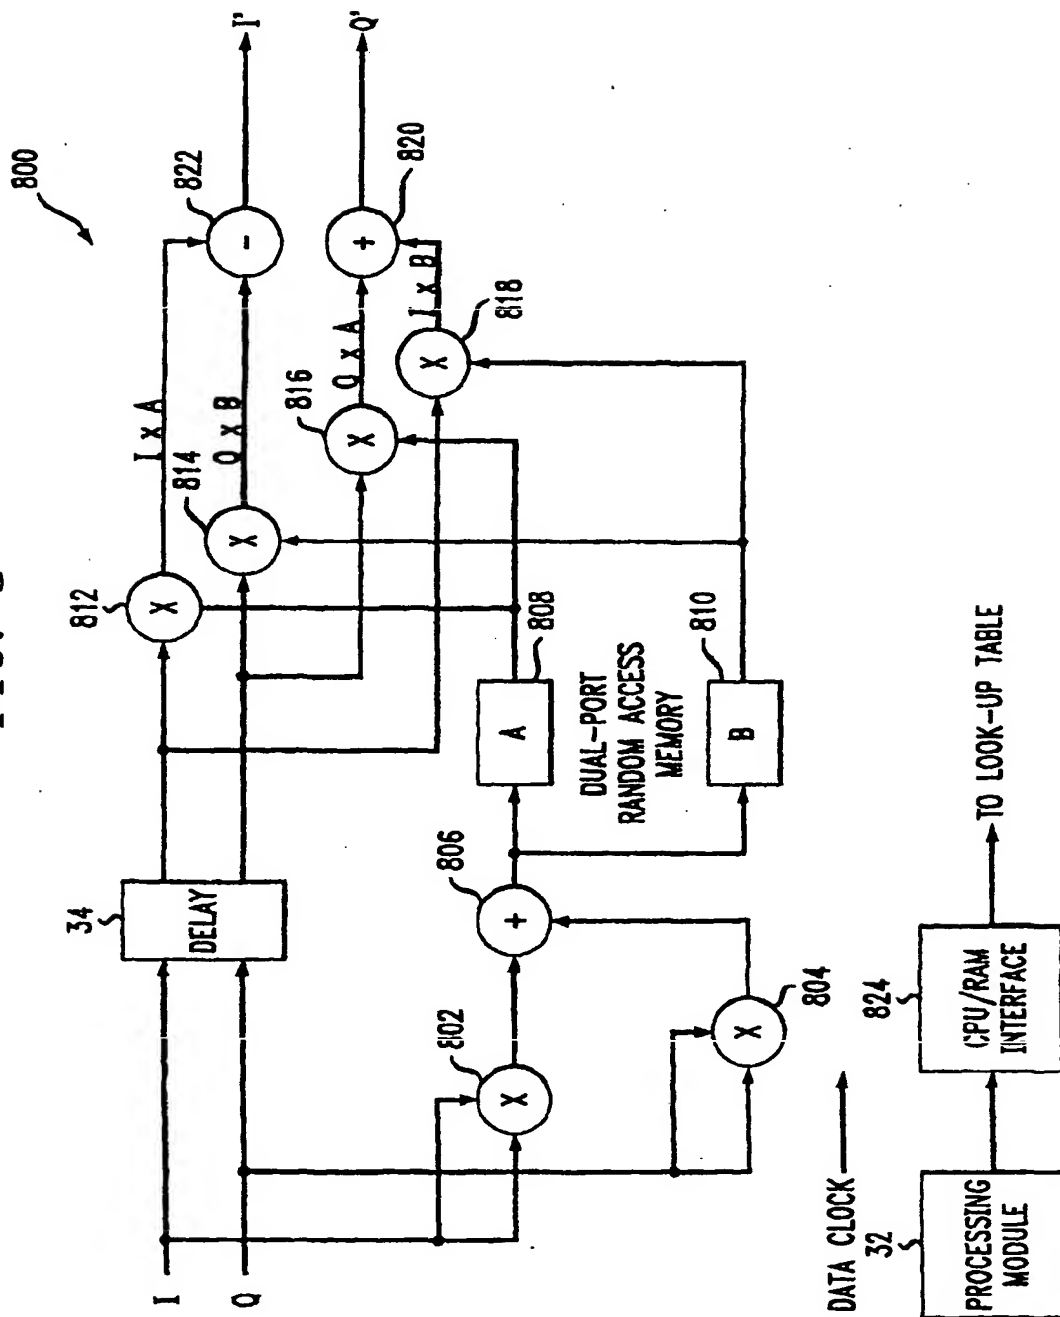 800
34
DELAY
812
X
I x A
814
X
Q x B
822
-
I'
I
Q
816
X
Q x A
820
+
Q'
818
X
I x B
802
X
806
+
A
808
DUAL-PORT
RANDOM ACCESS
MEMORY
804
X
B
810
DATA CLOCK
32
PROCESSING
MODULE
824
CPU/RAM
INTERFACE
TO LOOK-UP TABLE